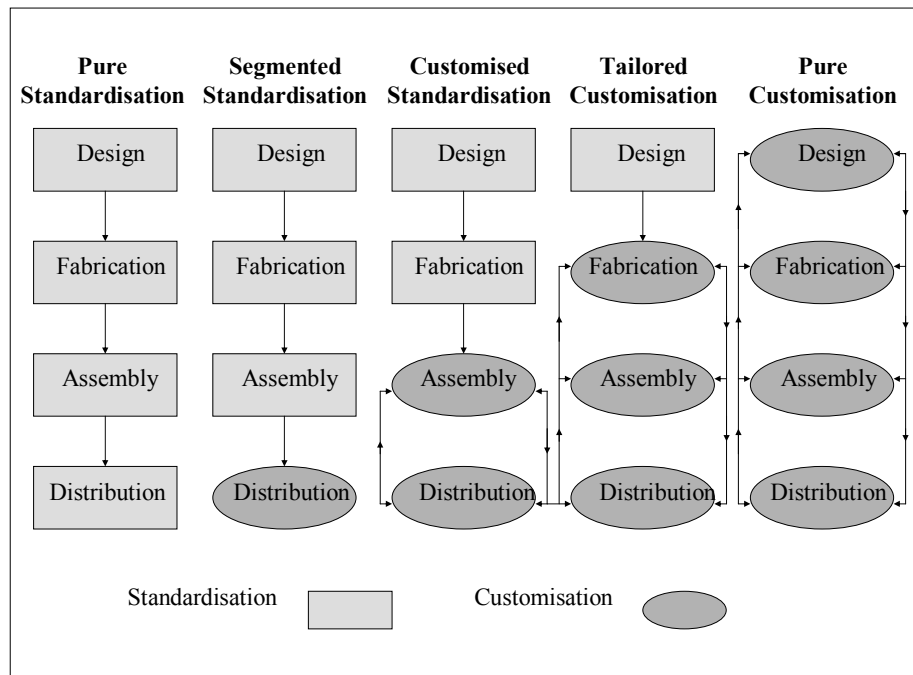 Pure
Standardisation
Segmented
Standardisation
Customised
Standardisation
Tailored
Customisation
Pure
Customisation
Design
Design
Design
Design
Design
Fabrication
Fabrication
Fabrication
Fabrication
Fabrication
Assembly
Assembly
Assembly
Assembly
Assembly
Distribution
Distribution
Distribution
Distribution
Distribution
Standardisation
Customisation